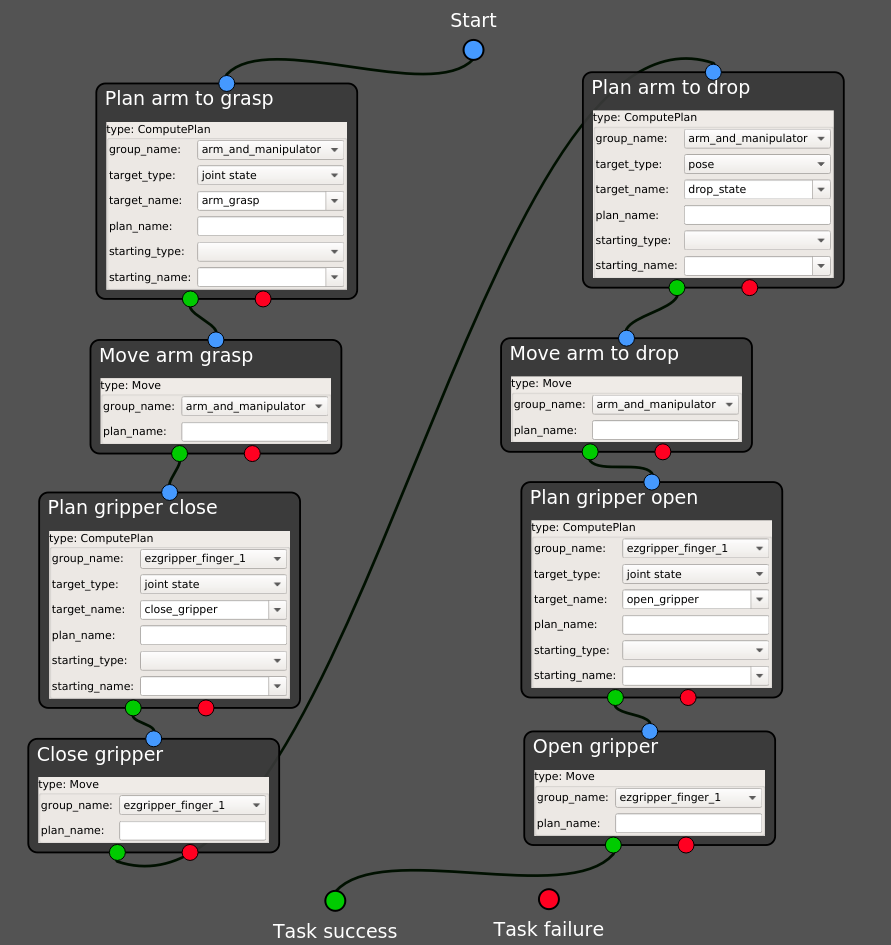 Start
Plan arm to grasp
type: ComputePlan
group_name: arm_and_manipulator
target_type: joint state
target_name: arm_grasp
plan_name:
starting_type:
starting_name:
Move arm grasp
type: Move
group_name: arm_and_manipulator
plan_name:
Plan gripper close
type: ComputePlan
group_name: ezgripper_finger_1
target_type: joint state
target_name: close_gripper
plan_name:
starting_type:
starting_name:
Close gripper
type: Move
group_name: ezgripper_finger_1
plan_name:
Plan arm to drop
type: ComputePlan
group_name: arm_and_manipulator
target_type: pose
target_name: drop_state
plan_name:
starting_type:
starting_name:
Move arm to drop
type: Move
group_name: arm_and_manipulator
plan_name:
Plan gripper open
type: ComputePlan
group_name: ezgripper_finger_1
target_type: joint state
target_name: open_gripper
plan_name:
starting_type:
starting_name:
Open gripper
type: Move
group_name: ezgripper_finger_1
plan_name:
Task success
Task failure